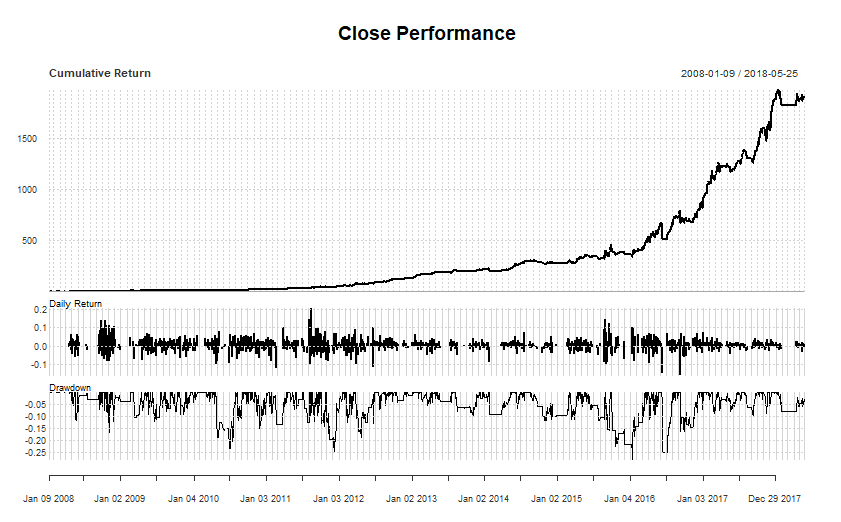 Close Performance
Cumulative Return 2008-01-09 / 2018-05-25
1500
1000
500
Daily Return
0.2
0.1
0.0
-0.1
Drawdown
-0.05
-0.10
-0.15
-0.20
-0.25
Jan 09 2008 Jan 02 2009 Jan 04 2010 Jan 03 2011 Jan 03 2012 Jan 02 2013 Jan 02 2014 Jan 02 2015 Jan 04 2016 Jan 03 2017 Dec 29 2017